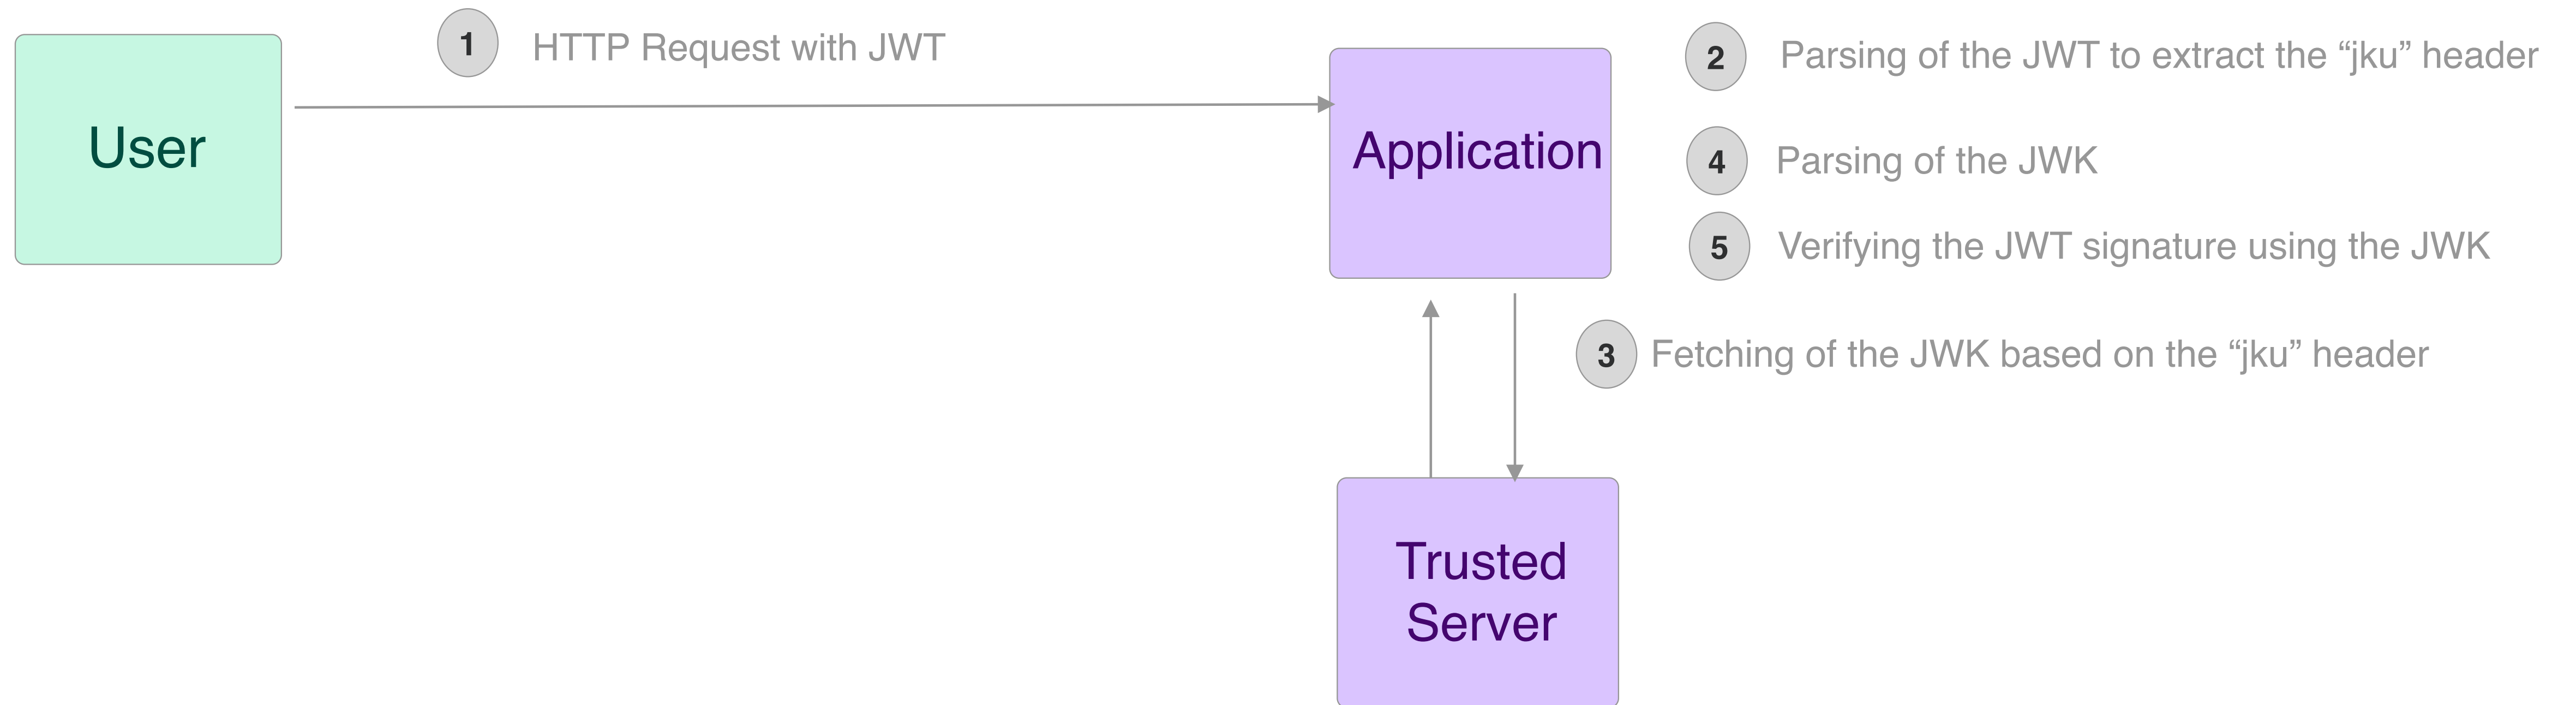 1 HTTP Request with JWT
User
Application
2 Parsing of the JWT to extract the “jku” header
4 Parsing of the JWK
5 Verifying the JWT signature using the JWK
3 Fetching of the JWK based on the “jku” header
Trusted
Server